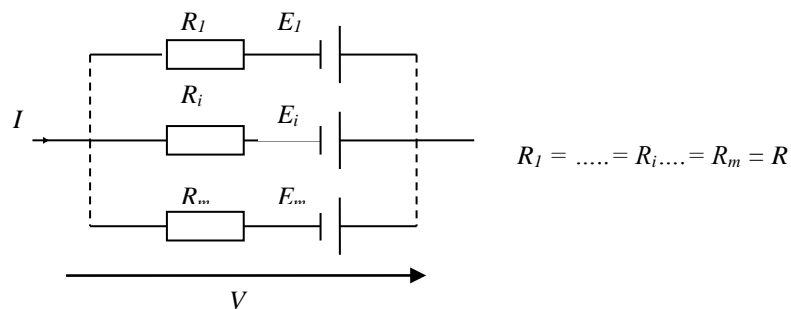 R1 E1
Ri
Ei
I
R1 = ..... = Ri.... = Rm = R
Rm Em
V